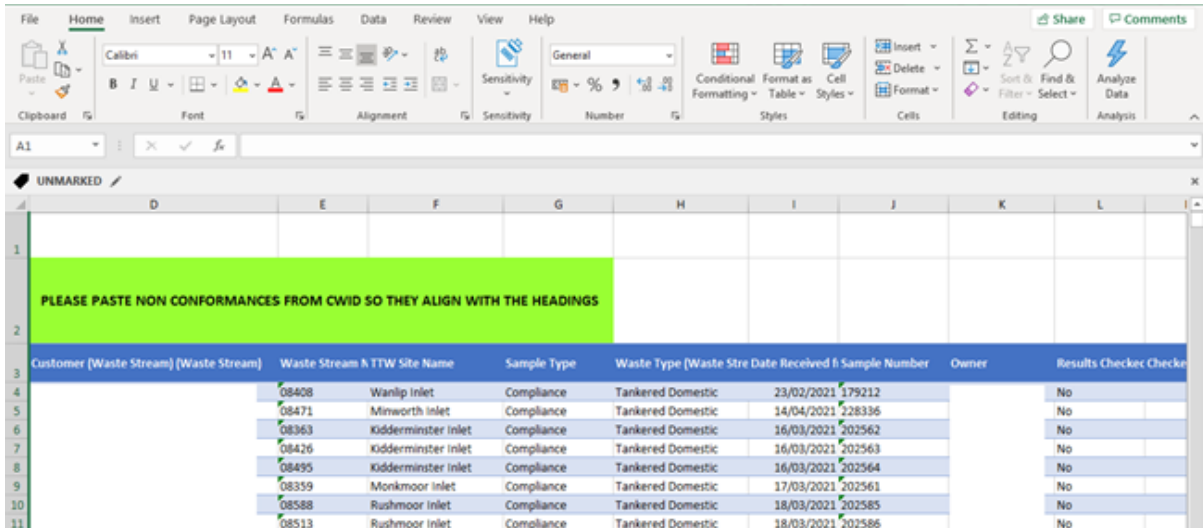 File Home Insert Page Layout Formulas Data Review View Help Share Comments
Calibri 11 A A General Insert
Paste B I U Sensitivity % Conditional Format as Cell Delete Sort & Find & Analyze
Formatting Table Styles Format Filter Select Data
Clipboard Font Alignment Sensitivity Number Styles Cells Editing Analysis
A1 fx
UNMARKED
D E F G H I J K L
1
PLEASE PASTE NON CONFORMANCES FROM CWID SO THEY ALIGN WITH THE HEADINGS
2
3 Customer (Waste Stream) (Waste Stream) Waste Stream N TTW Site Name Sample Type Waste Type (Waste Stre Date Received fr Sample Number Owner Results Checked Checke
4 08408 Wanlip Inlet Compliance Tankered Domestic 23/02/2021 179212 No
5 08471 Minworth Inlet Compliance Tankered Domestic 14/04/2021 228336 No
6 08363 Kidderminster Inlet Compliance Tankered Domestic 16/03/2021 202562 No
7 08426 Kidderminster Inlet Compliance Tankered Domestic 16/03/2021 202563 No
8 08495 Kidderminster Inlet Compliance Tankered Domestic 16/03/2021 202564 No
9 08359 Monkmoor Inlet Compliance Tankered Domestic 17/03/2021 202561 No
10 08588 Rushmoor Inlet Compliance Tankered Domestic 18/03/2021 202585 No
11 08513 Rushmoor Inlet Compliance Tankered Domestic 18/03/2021 202586 No